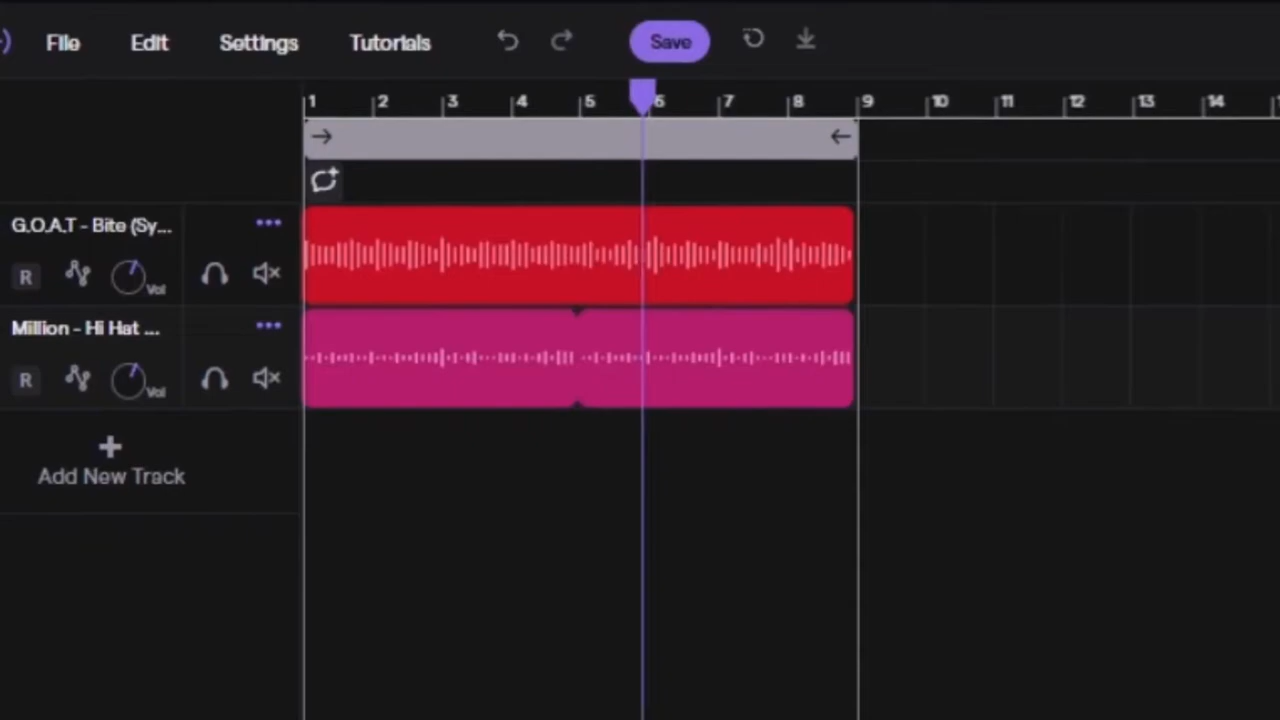 File Edit Settings Tutorials Save
1 2 3 4 5 6 7 8 9 10 11 12 13 14
G.O.A.T - Bite (Sy...
R Vol
Million - Hi Hat ...
R Vol
+
Add New Track